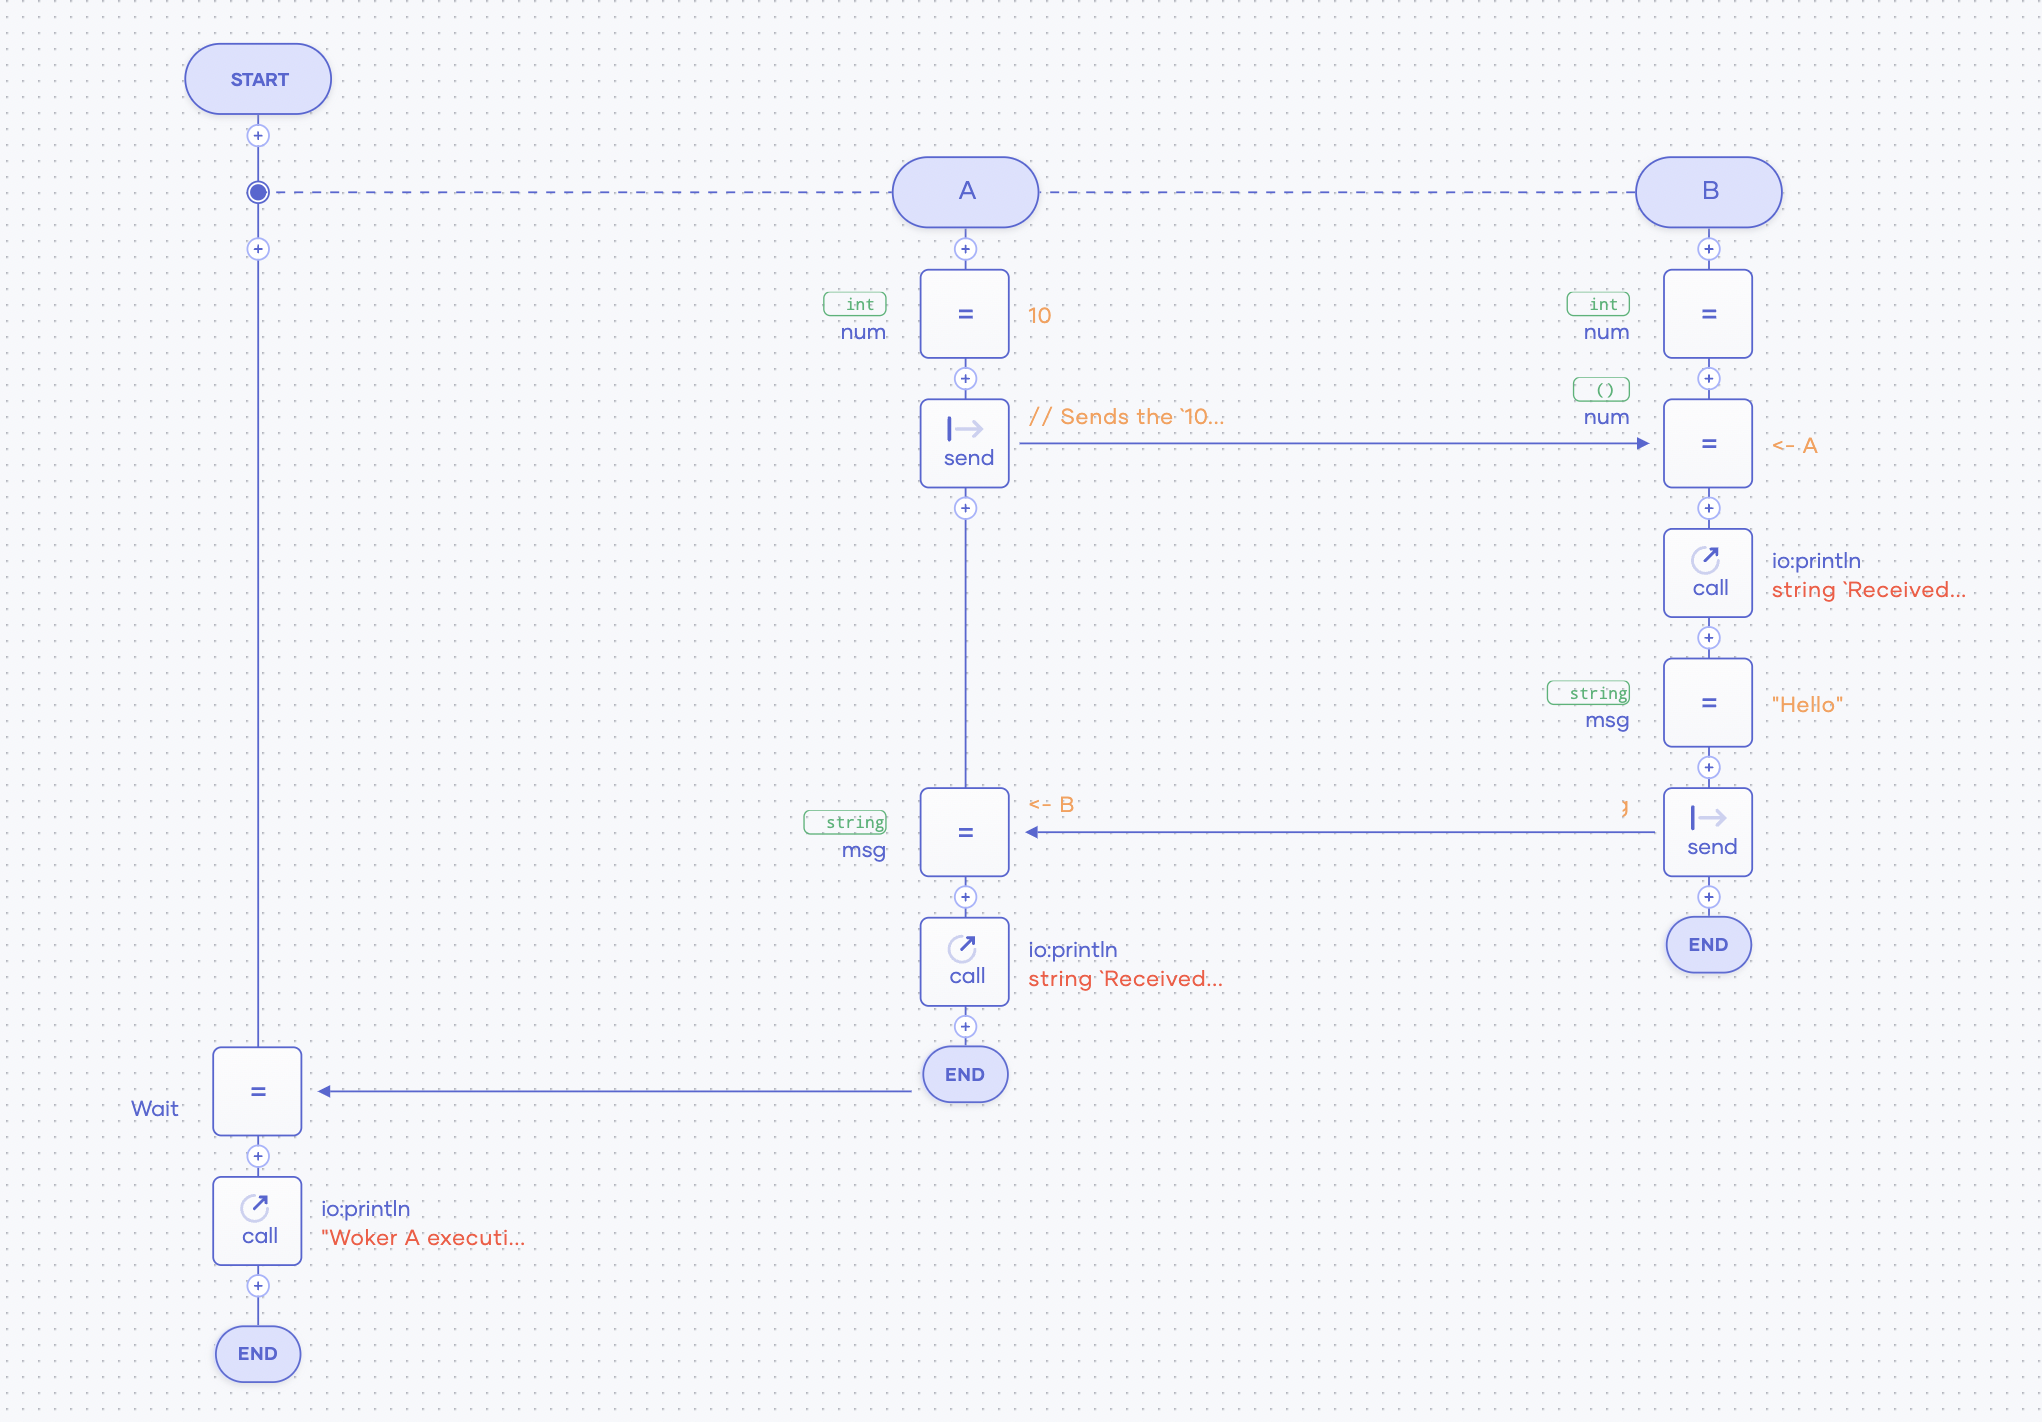 START
A
B
int
num
=
10
int
num
=
send
// Sends the `10...
()
num
=
<- A
call
io:println
string `Received...
string
msg
=
"Hello"
string
msg
=
<- B
send
call
io:println
string `Received...
END
Wait
=
END
call
io:println
"Woker A executi...
END